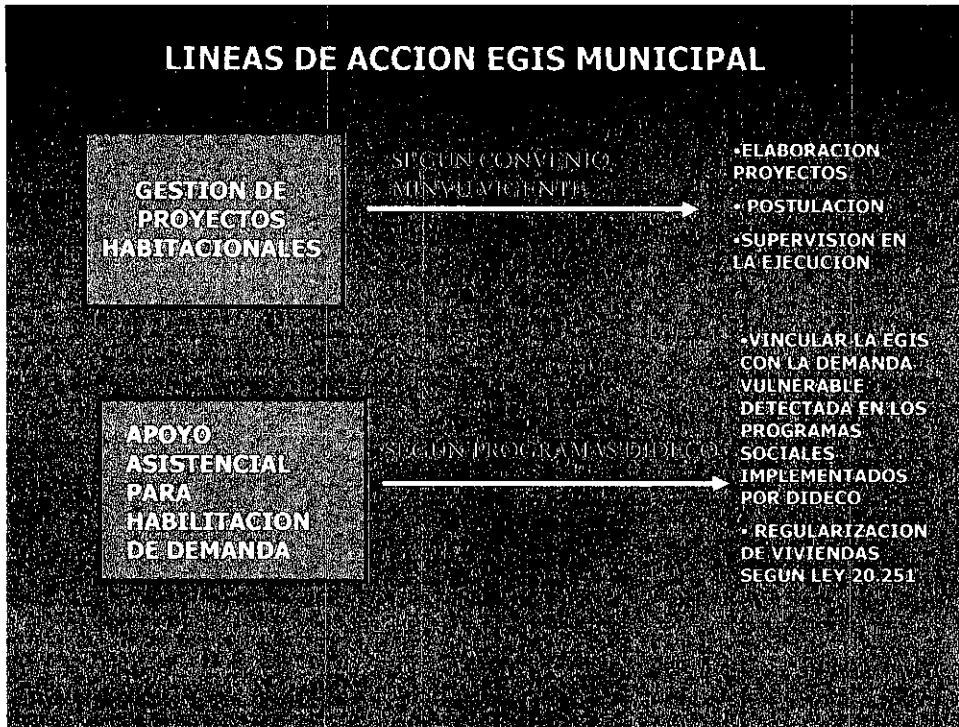 LINEAS DE ACCION EGIS MUNICIPAL
GESTION DE
PROYECTOS
HABITACIONALES
SEGUN CONVENIO
MINVU VIGENTE
•ELABORACION
PROYECTOS
• POSTULACION
•SUPERVISION EN
LA EJECUCION
APOYO
ASISTENCIAL
PARA
HABILITACION
DE DEMANDA
SEGUN PROGRAMAS DIDECO
•VINCULAR LA EGIS
CON LA DEMANDA
VULNERABLE
DETECTADA EN LOS
PROGRAMAS
SOCIALES
IMPLEMENTADOS
POR DIDECO
• REGULARIZACION
DE VIVIENDAS
SEGUN LEY 20.251